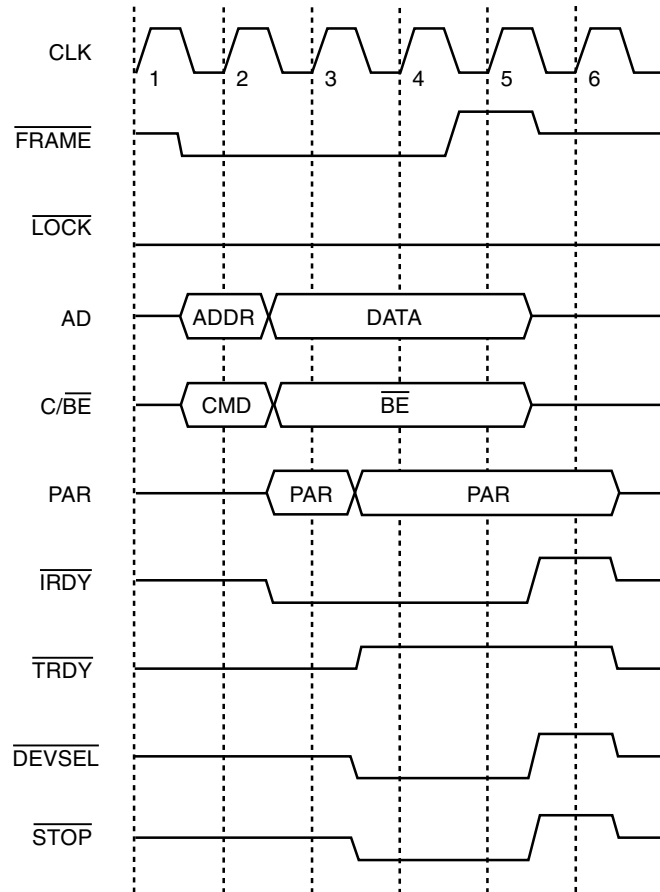 CLK
1 2 3 4 5 6
FRAME
LOCK
AD ADDR DATA
C/BE CMD BE
PAR PAR PAR
IRDY
TRDY
DEVSEL
STOP